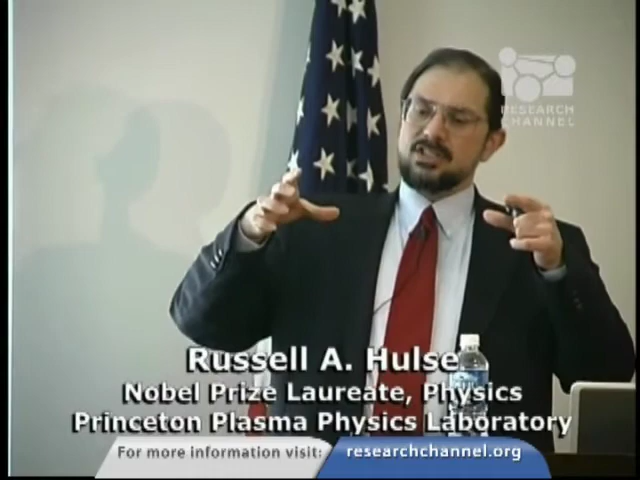 RESEARCH
CHANNEL
Russell A. Hulse
Nobel Prize Laureate, Physics
Princeton Plasma Physics Laboratory
For more information visit:
researchchannel.org